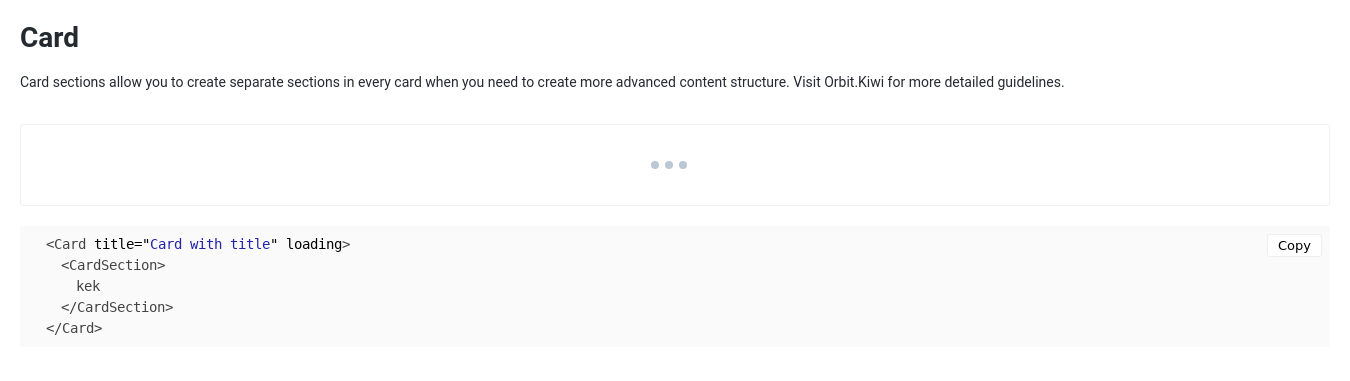 Card
Card sections allow you to create separate sections in every card when you need to create more advanced content structure. Visit Orbit.Kiwi for more detailed guidelines.
<Card title="Card with title" loading>
Copy
<CardSection>
kek
</CardSection>
</Card>